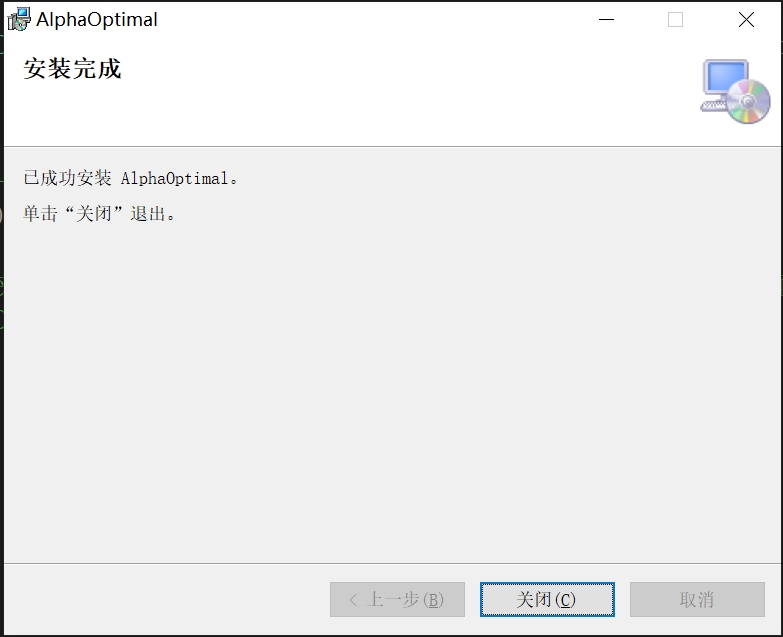 AlphaOptimal
安装完成
已成功安装 AlphaOptimal。
单击“关闭”退出。
< 上一步(B)
关闭(C)
取消